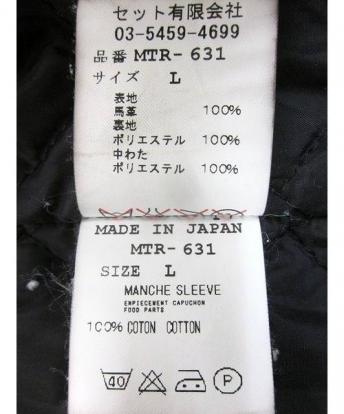 セット有限会社
03-5459-4699
品番 MTR-631
サイズ L
表地
馬革 100%
裏地
ポリエステル 100%
中わた
ポリエステル 100%
MADE IN JAPAN
MTR-631
SIZE L
MANCHE SLEEVE
EMPIECEMENT CAPUCHON
FOOD PARTS
100% COTON COTTON
40
P